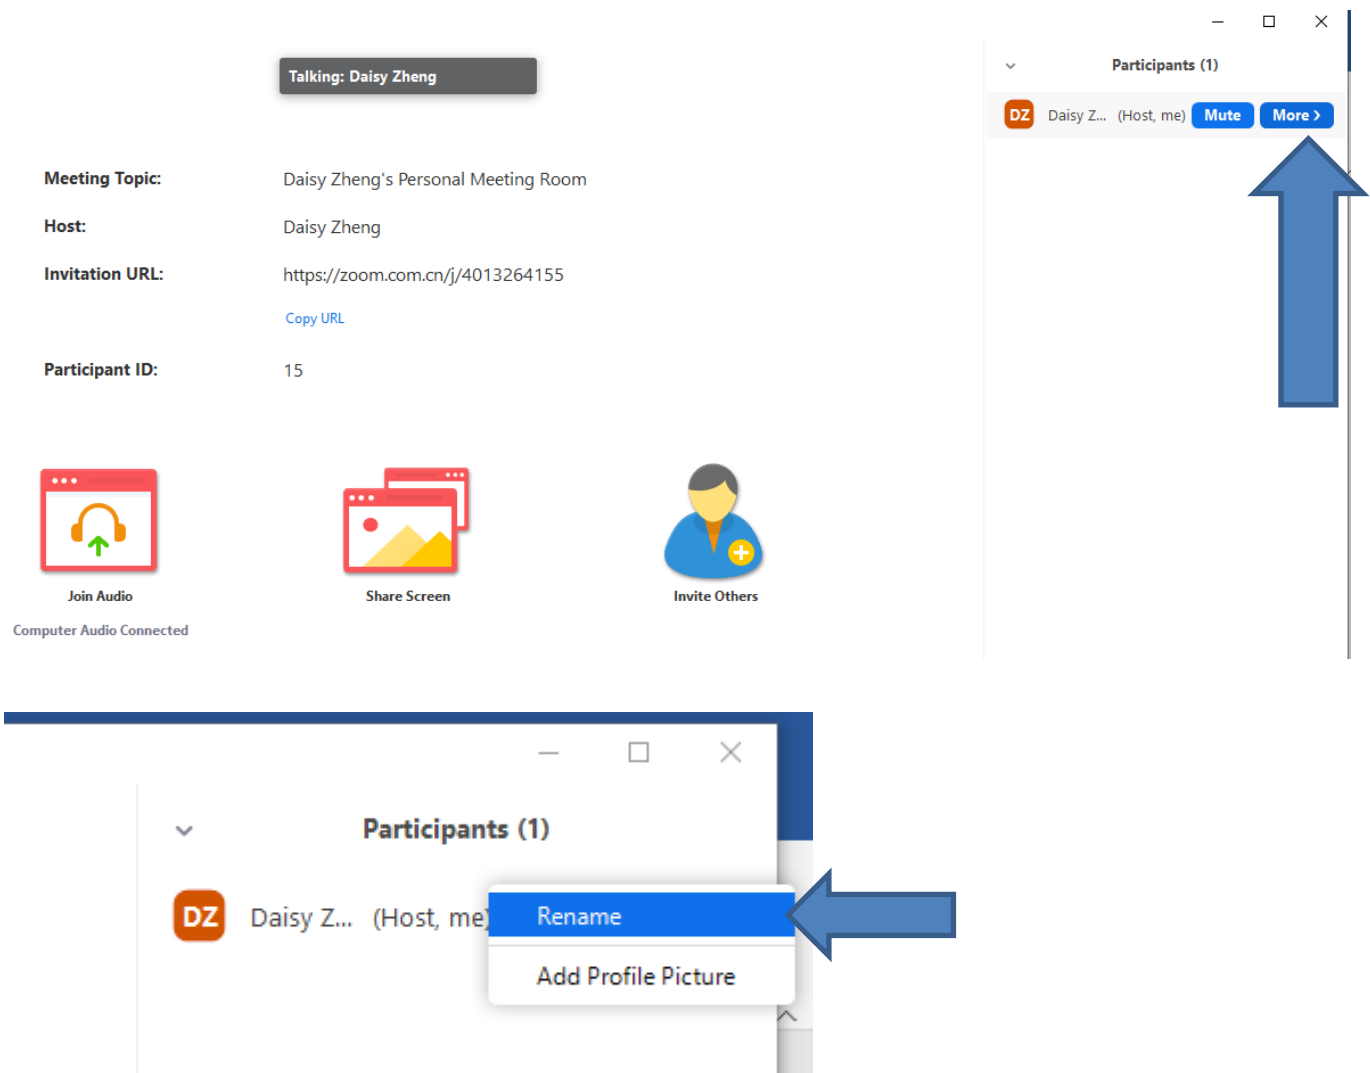 Talking: Daisy Zheng
Participants (1)
DZ Daisy Z... (Host, me) Mute More >
Meeting Topic: Daisy Zheng's Personal Meeting Room
Host: Daisy Zheng
Invitation URL: https://zoom.com.cn/j/4013264155
Copy URL
Participant ID: 15
Join Audio Share Screen Invite Others
Computer Audio Connected
Participants (1)
DZ Daisy Z... (Host, me) Rename
Add Profile Picture